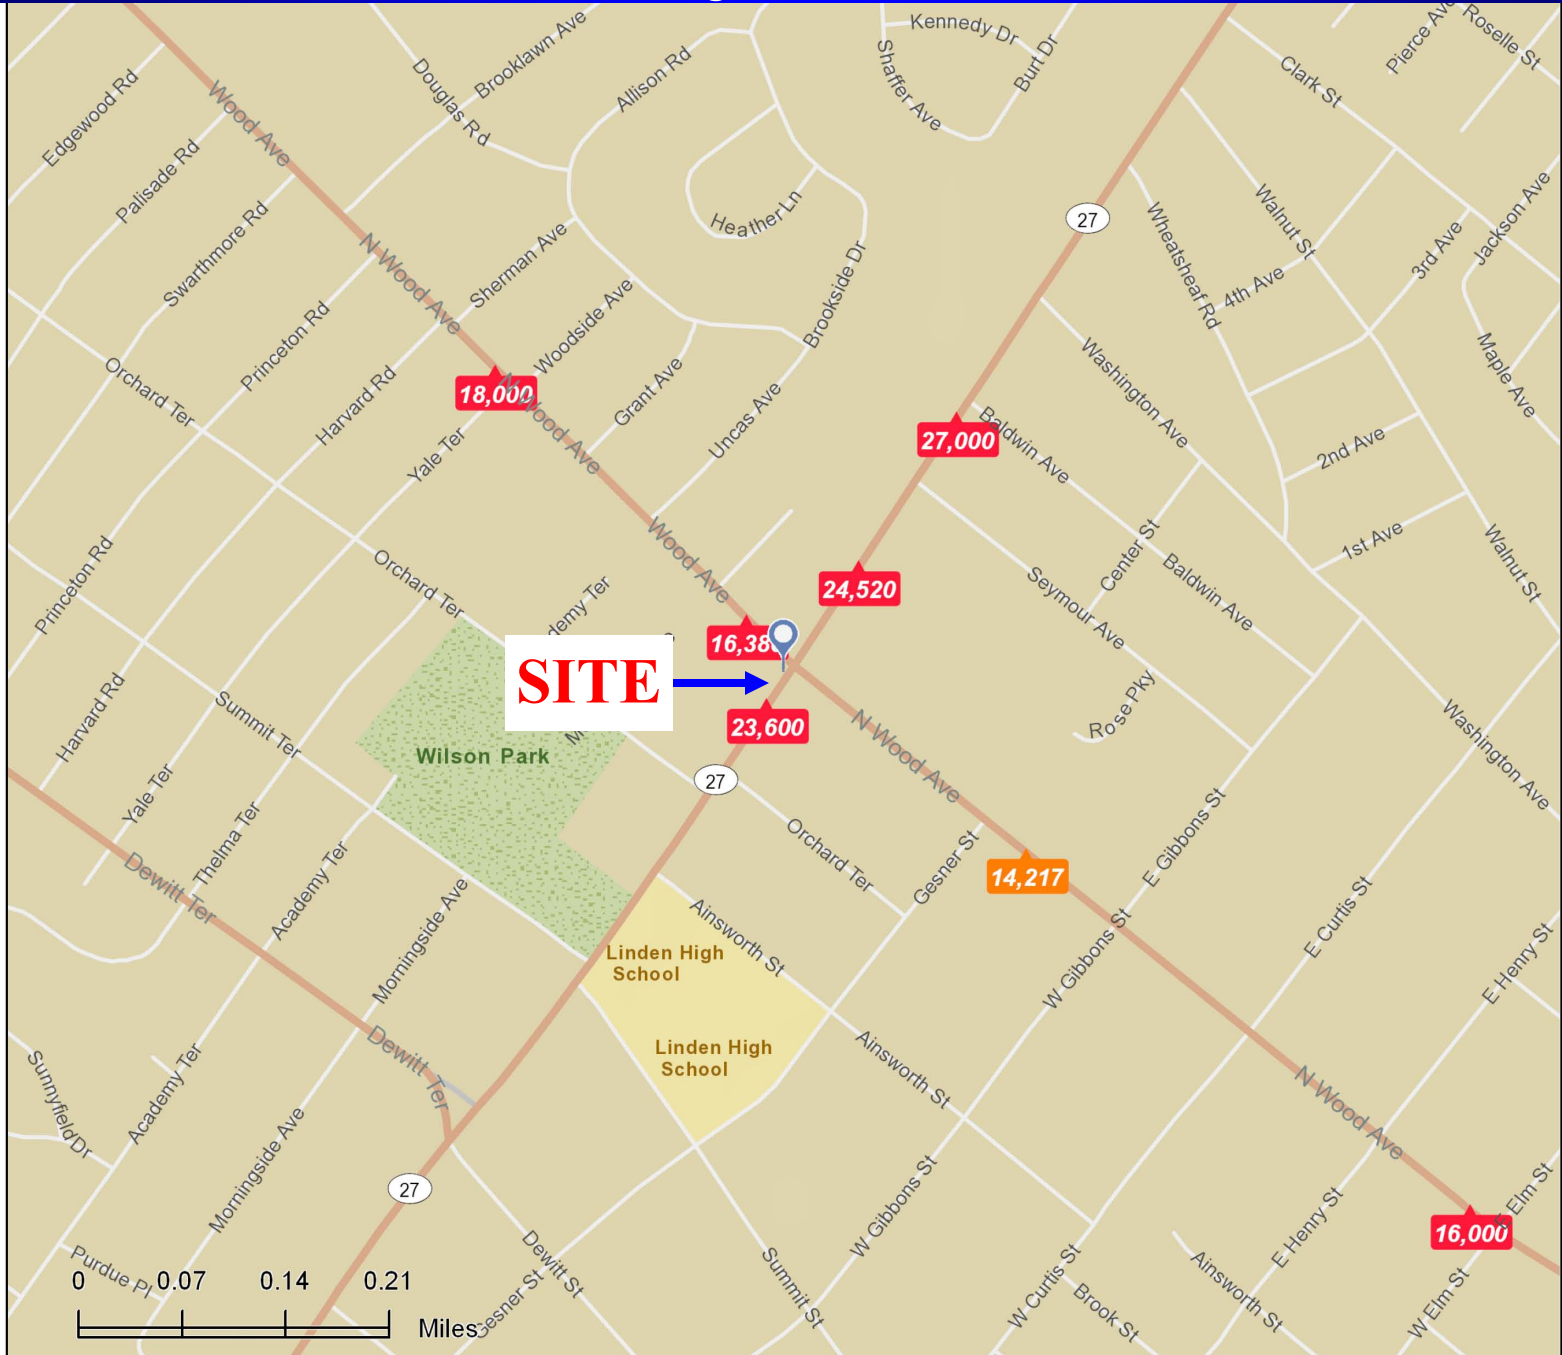 Kennedy Dr
Pierce Ave
Roselle St
Brooklawn Ave
Shaffer Ave
Burt Dr
Clark St
Douglas Rd
Allison Rd
Edgewood Rd
Wood Ave
Palisade Rd
Swarthmore Rd
Heather Ln
27
Wheatsheaf Rd
Walnut St
Jackson Ave
3rd Ave
4th Ave
N Wood Ave
Sherman Ave
Woodside Ave
Brookside Dr
Princeton Rd
Orchard Ter
Harvard Rd
18,000
N Wood Ave
Grant Ave
Uncas Ave
27,000
Baldwin Ave
Washington Ave
Maple Ave
Yale Ter
2nd Ave
1st Ave
Walnut St
Wood Ave
24,520
Center St
Baldwin Ave
Seymour Ave
Princeton Rd
Orchard Ter
demy Ter
16,38
SITE
23,600
Rose Pky
N Wood Ave
Harvard Rd
Summit Ter
Wilson Park
M
27
Washington Ave
Yale Ter
Thelma Ter
Dewitt Ter
Academy Ter
Morningside Ave
Orchard Ter
Gesner St
14,217
E Gibbons St
Ainsworth St
Linden High
School
W Gibbons St
E Curtis St
E Henry St
Linden High
School
Dewitt Ter
Sunnyfield Dr
Academy Ter
Morningside Ave
Ainsworth St
N Wood Ave
27
W Gibbons St
E Henry St
E Elm St
16,000
Purdue Pl
Dewitt St
Gesner St
Summit St
W Curtis St
Brook St
Ainsworth St
W Elm St
0 0.07 0.14 0.21
Miles